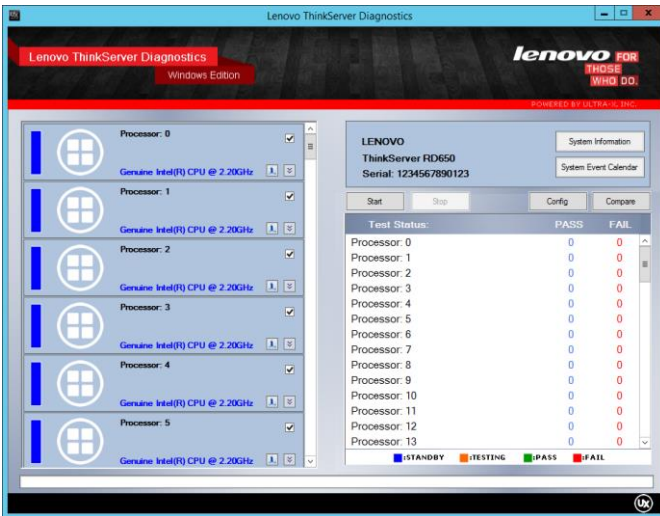 Lenovo ThinkServer Diagnostics
Lenovo ThinkServer Diagnostics
Windows Edition
lenovo FOR
THOSE
WHO DO.
POWERED BY ULTRA-X, INC.
Processor: 0
Genuine Intel(R) CPU @ 2.20GHz
Processor: 1
Genuine Intel(R) CPU @ 2.20GHz
Processor: 2
Genuine Intel(R) CPU @ 2.20GHz
Processor: 3
Genuine Intel(R) CPU @ 2.20GHz
Processor: 4
Genuine Intel(R) CPU @ 2.20GHz
Processor: 5
Genuine Intel(R) CPU @ 2.20GHz
LENOVO
ThinkServer RD650
Serial: 1234567890123
System Information
System Event Calendar
Start Stop Config Compare
Test Status: PASS FAIL
Processor: 0 0 0
Processor: 1 0 0
Processor: 2 0 0
Processor: 3 0 0
Processor: 4 0 0
Processor: 5 0 0
Processor: 6 0 0
Processor: 7 0 0
Processor: 8 0 0
Processor: 9 0 0
Processor: 10 0 0
Processor: 11 0 0
Processor: 12 0 0
Processor: 13 0 0
:STANDBY :TESTING :PASS :FAIL
UX